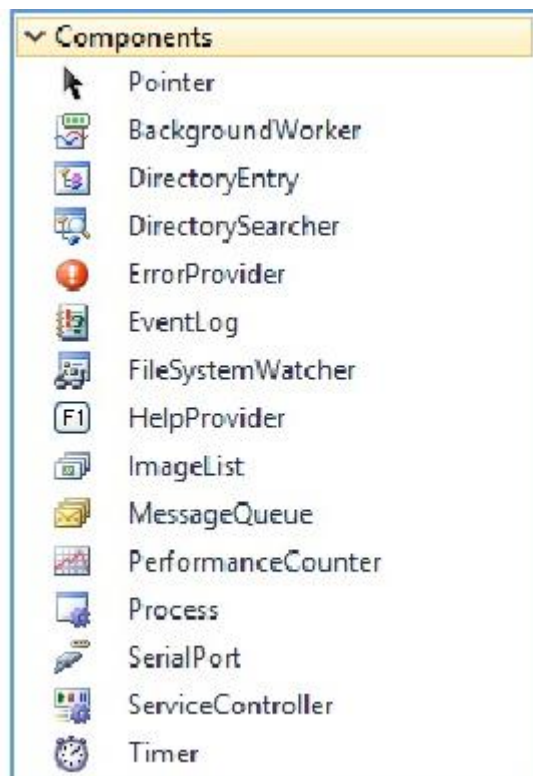 Components
Pointer
BackgroundWorker
DirectoryEntry
DirectorySearcher
ErrorProvider
EventLog
FileSystemWatcher
F1 HelpProvider
ImageList
MessageQueue
PerformanceCounter
Process
SerialPort
ServiceController
Timer